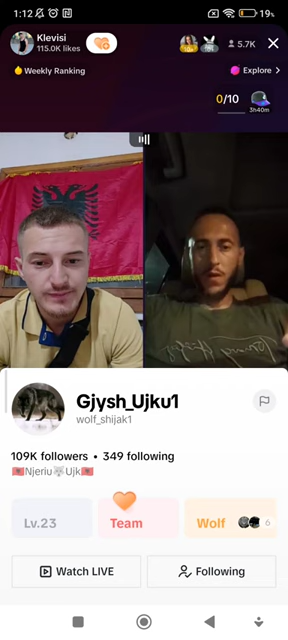 1:12
19%
Klevisi
115.0K likes
5.7K
Weekly Ranking
Explore >
0/10
3h40m
Gjysh_Ujku1
wolf_shijak1
109K followers • 349 following
🇦🇱Njeriu🐺Ujk🇦🇱
Lv.23
Team
Wolf
6
Watch LIVE
Following